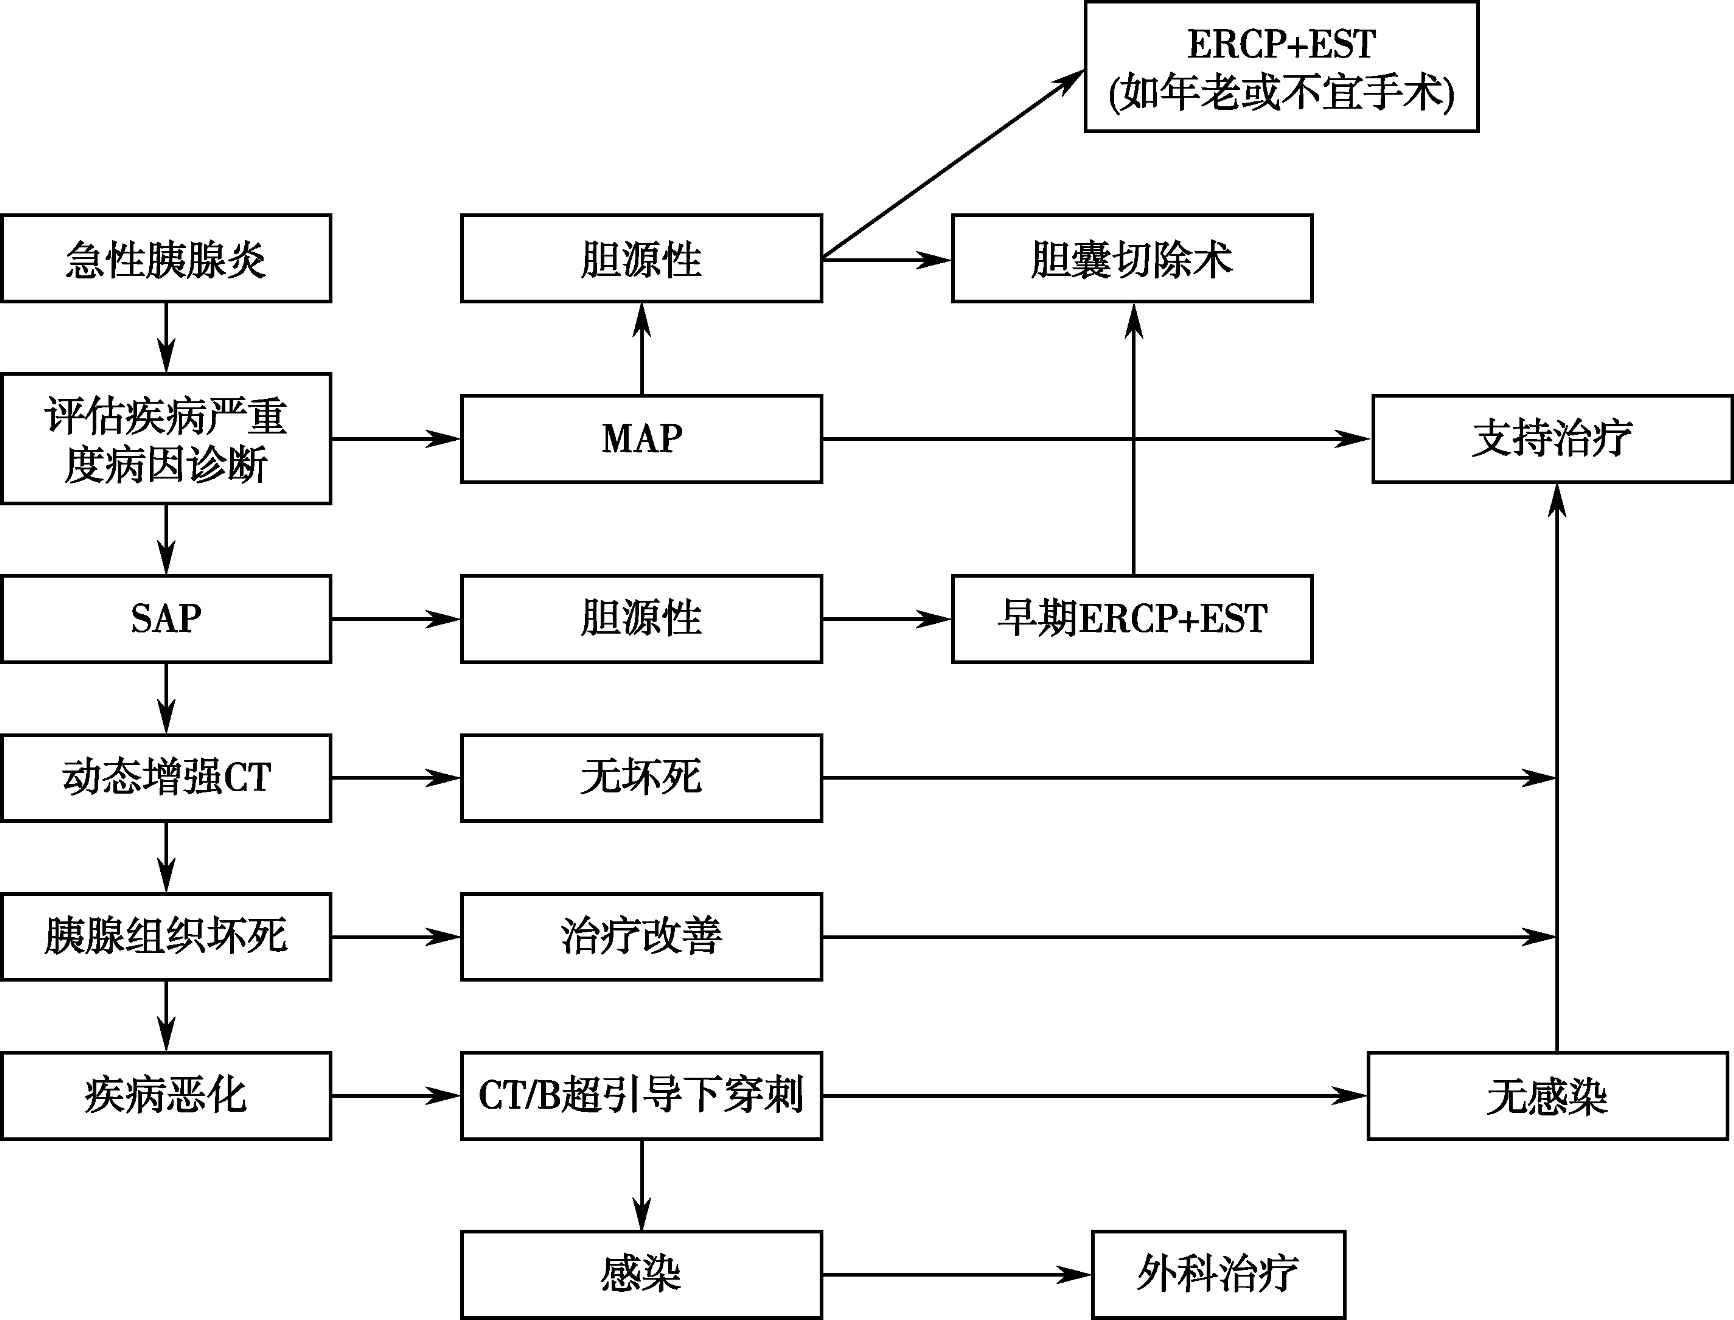 ERCP+EST
(如年老或不宜手术)
急性胰腺炎
胆源性
胆囊切除术
评估疾病严重
度病因诊断
MAP
支持治疗
SAP
胆源性
早期ERCP+EST
动态增强CT
无坏死
胰腺组织坏死
治疗改善
疾病恶化
CT/B超引导下穿刺
无感染
感染
外科治疗